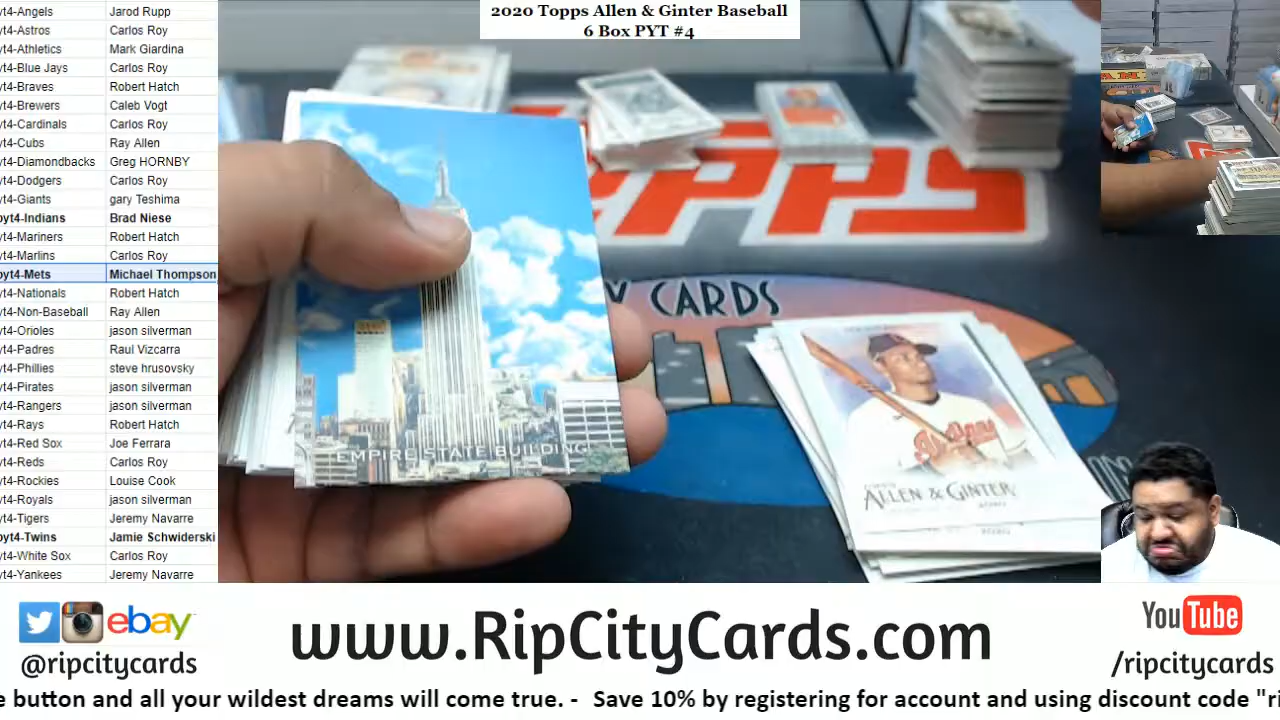 2020 Topps Allen & Ginter Baseball
6 Box PYT #4
yt4-Angels Jarod Rupp
yt4-Astros Carlos Roy
yt4-Athletics Mark Giardina
yt4-Blue Jays Carlos Roy
yt4-Braves Robert Hatch
yt4-Brewers Caleb Vogt
yt4-Cardinals Carlos Roy
yt4-Cubs Ray Allen
yt4-Diamondbacks Greg HORNBY
yt4-Dodgers Carlos Roy
yt4-Giants gary Teshima
pyt4-Indians Brad Niese
yt4-Mariners Robert Hatch
yt4-Marlins Carlos Roy
pyt4-Mets Michael Thompson
yt4-Nationals Robert Hatch
yt4-Non-Baseball Ray Allen
yt4-Orioles jason silverman
yt4-Padres Raul Vizcarra
yt4-Phillies steve hrusovsky
yt4-Pirates jason silverman
yt4-Rangers jason silverman
yt4-Rays Robert Hatch
yt4-Red Sox Joe Ferrara
yt4-Reds Carlos Roy
yt4-Rockies Louise Cook
yt4-Royals jason silverman
yt4-Tigers Jeremy Navarre
pyt4-Twins Jamie Schwiderski
yt4-White Sox Carlos Roy
yt4-Yankees Jeremy Navarre
EMPIRE STATE BUILDING
TOPPS
CARDS
Indians
ALLEN & GINTER
ebay
@ripcitycards
www.RipCityCards.com
YouTube
/ripcitycards
e button and all your wildest dreams will come true. - Save 10% by registering for account and using discount code "ri